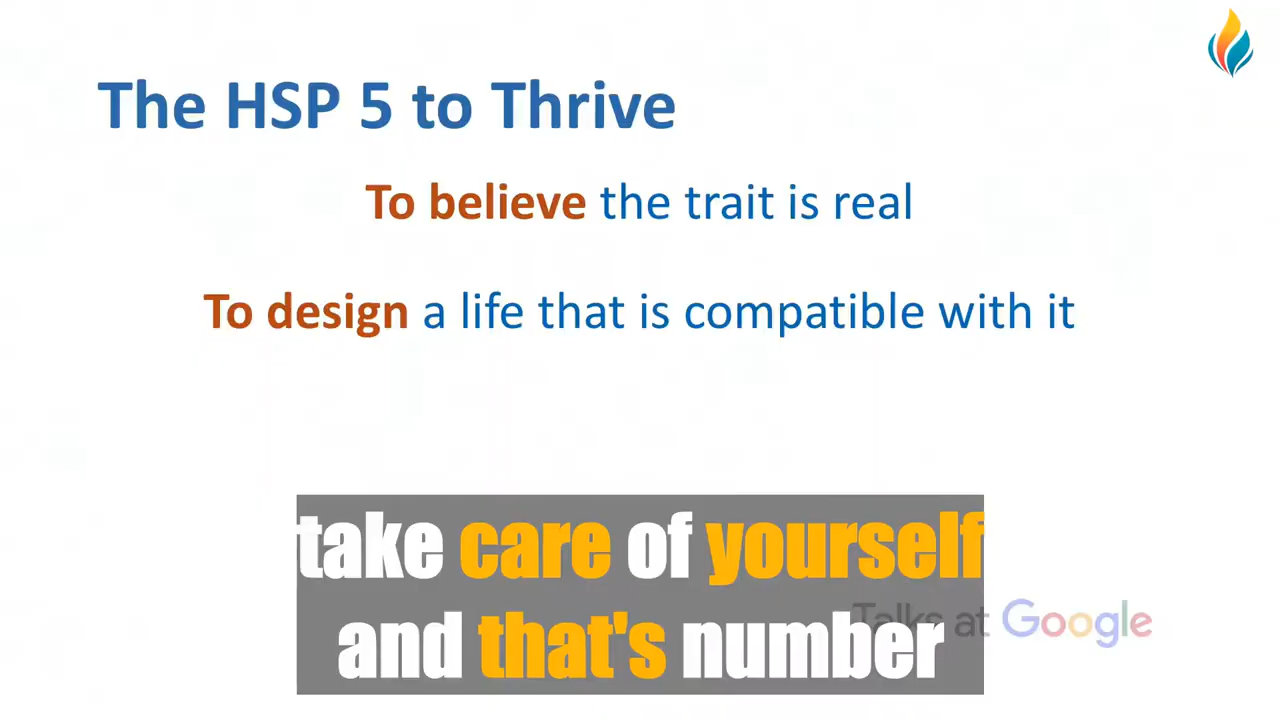 The HSP 5 to Thrive
To believe the trait is real
To design a life that is compatible with it
take care of yourself
and that's number
Talks at Google